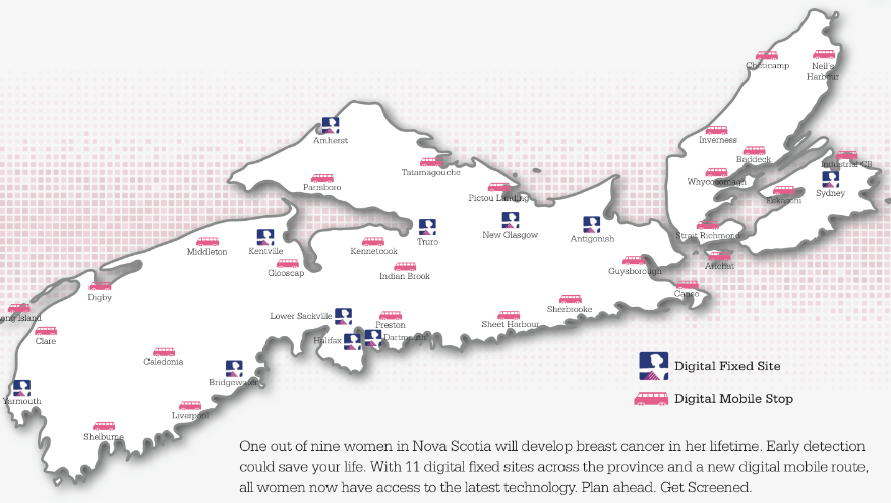 Cheticamp
Neil's
Harbour
Amherst
Inverness
Baddeck
Industrial CB
Tatamagouche
Whycocomagh
Parrsboro
Pictou Landing
Eskasoni
Sydney
Kentville
Truro
New Glasgow
Antigonish
Strait Richmond
Middleton
Kennetcook
Glooscap
Indian Brook
Guysborough
Arichat
Digby
Canso
ong Island
Lower Sackville
Preston
Sheet Harbour
Sherbrooke
Clare
Halifax
Dartmouth
Caledonia
Bridgewater
Yarmouth
Liverpool
Shelburne
Digital Fixed Site
Digital Mobile Stop
One out of nine women in Nova Scotia will develop breast cancer in her lifetime. Early detection
could save your life. With 11 digital fixed sites across the province and a new digital mobile route,
all women now have access to the latest technology. Plan ahead. Get Screened.